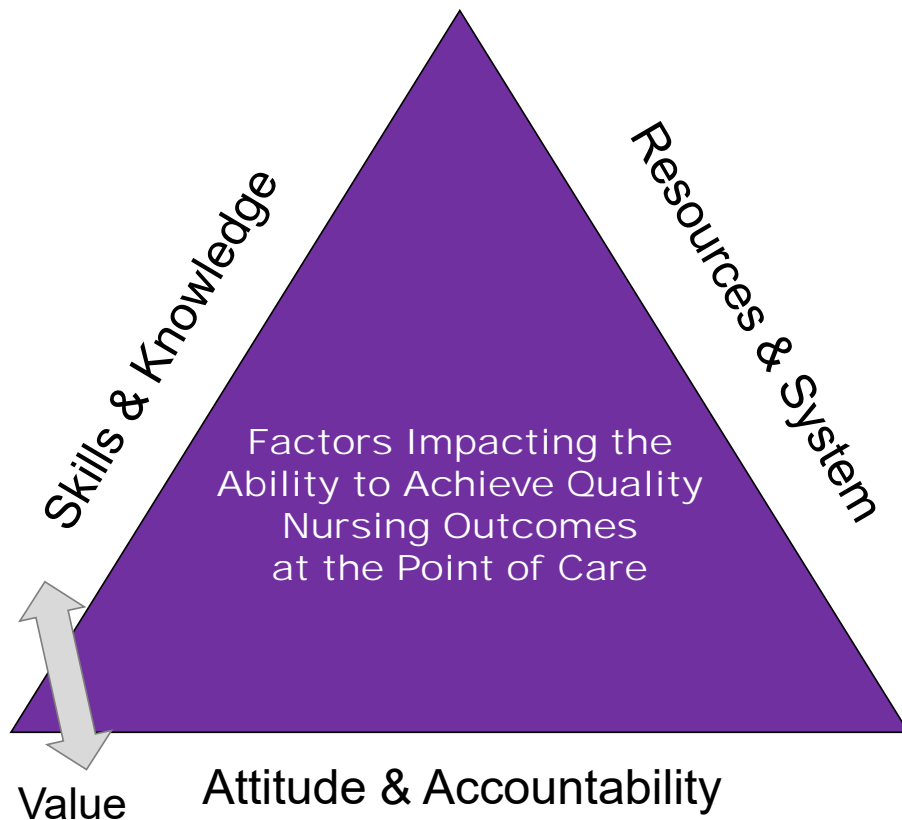 Skills & Knowledge
Resources & System
Factors Impacting the
Ability to Achieve Quality
Nursing Outcomes
at the Point of Care
Value
Attitude & Accountability